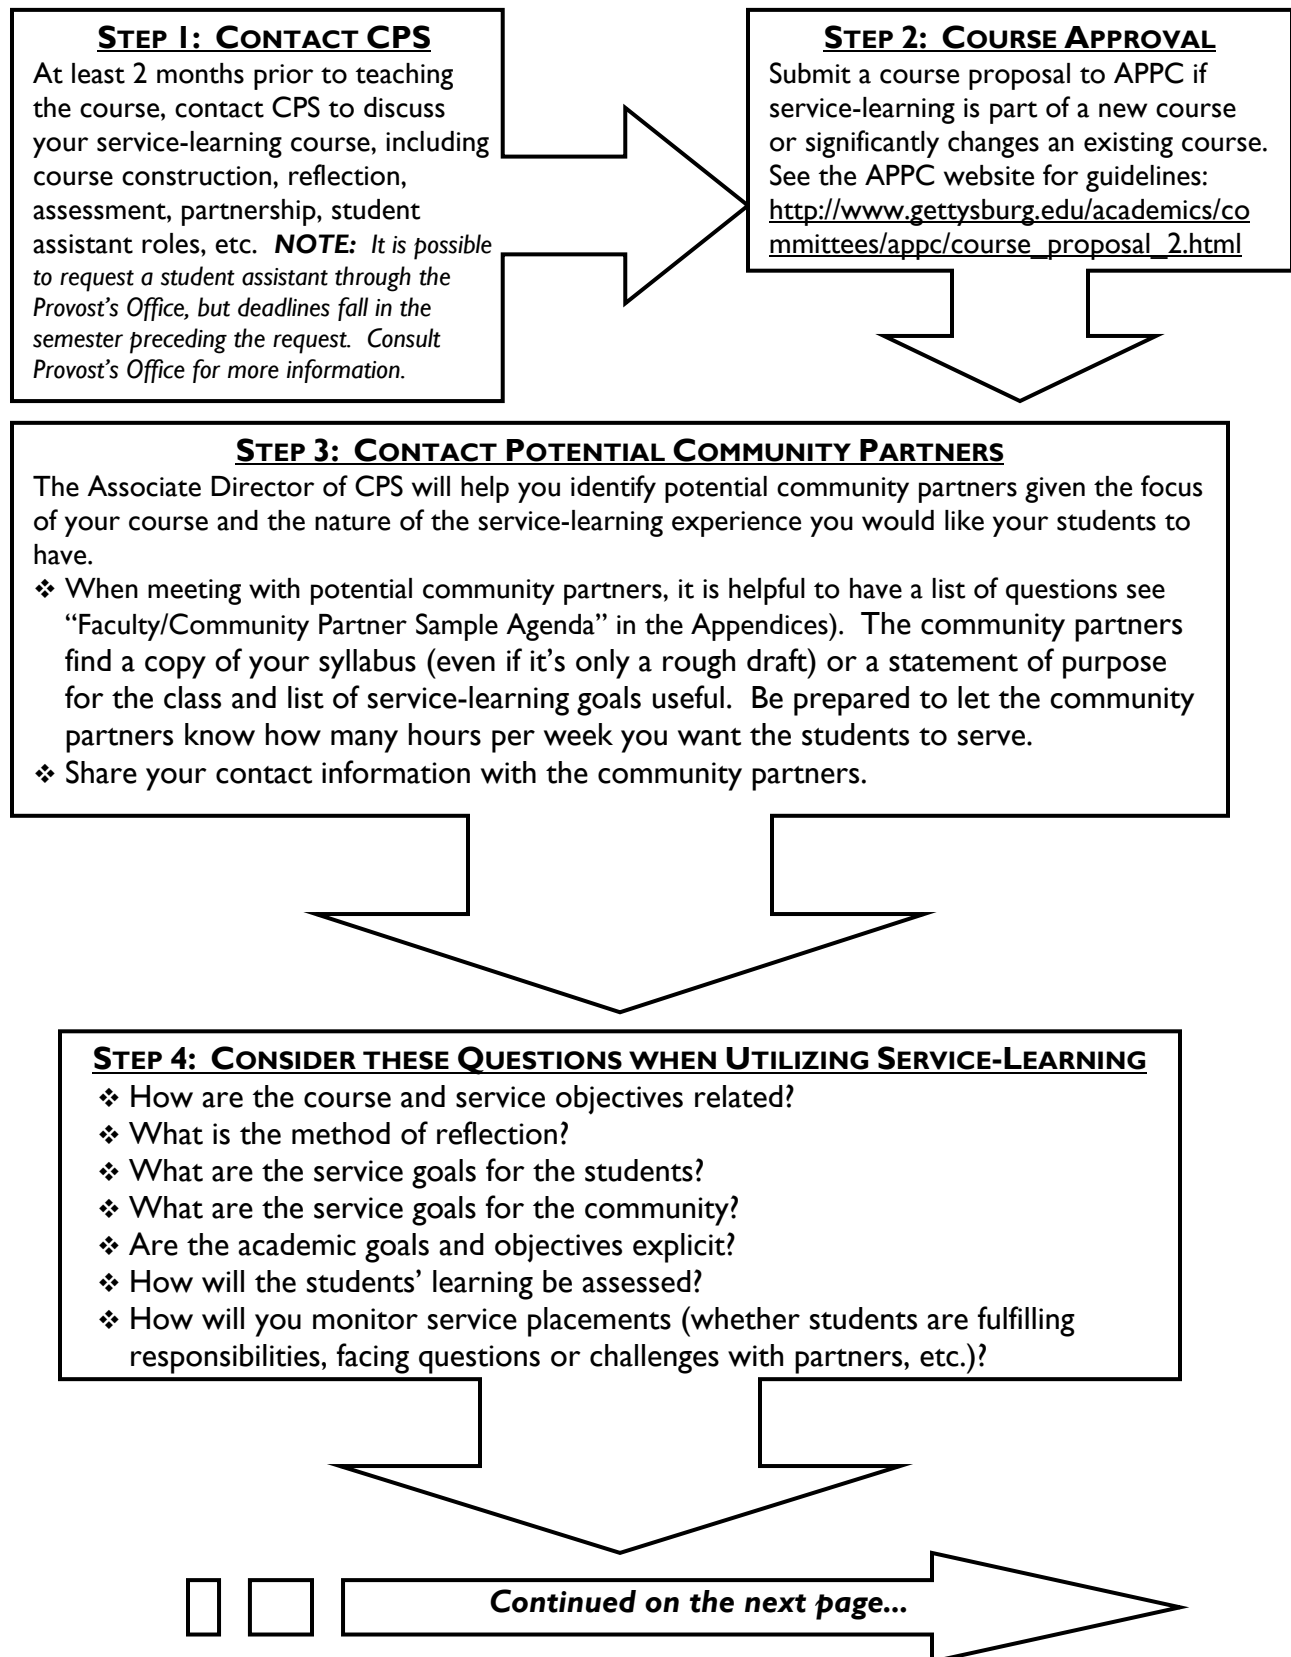 STEP 1: CONTACT CPS
At least 2 months prior to teaching
the course, contact CPS to discuss
your service-learning course, including
course construction, reflection,
assessment, partnership, student
assistant roles, etc. NOTE: It is possible
to request a student assistant through the
Provost's Office, but deadlines fall in the
semester preceding the request. Consult
Provost's Office for more information.
STEP 2: COURSE APPROVAL
Submit a course proposal to APPC if
service-learning is part of a new course
or significantly changes an existing course.
See the APPC website for guidelines:
http://www.gettysburg.edu/academics/co
mmittees/appc/course_proposal_2.html
STEP 3: CONTACT POTENTIAL COMMUNITY PARTNERS
The Associate Director of CPS will help you identify potential community partners given the focus
of your course and the nature of the service-learning experience you would like your students to
have.
❖ When meeting with potential community partners, it is helpful to have a list of questions see
“Faculty/Community Partner Sample Agenda” in the Appendices). The community partners
find a copy of your syllabus (even if it's only a rough draft) or a statement of purpose
for the class and list of service-learning goals useful. Be prepared to let the community
partners know how many hours per week you want the students to serve.
❖ Share your contact information with the community partners.
STEP 4: CONSIDER THESE QUESTIONS WHEN UTILIZING SERVICE-LEARNING
❖ How are the course and service objectives related?
❖ What is the method of reflection?
❖ What are the service goals for the students?
❖ What are the service goals for the community?
❖ Are the academic goals and objectives explicit?
❖ How will the students' learning be assessed?
❖ How will you monitor service placements (whether students are fulfilling
responsibilities, facing questions or challenges with partners, etc.)?
Continued on the next page...